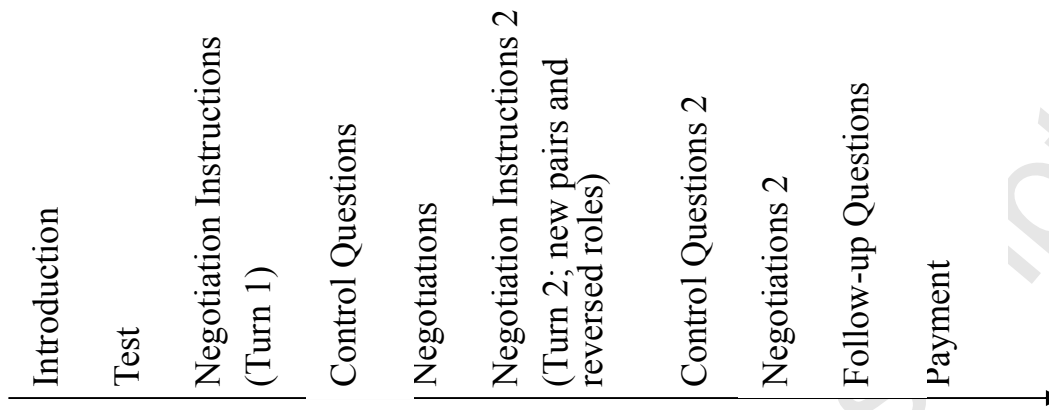 Introduction
Test
Negotiation Instructions
(Turn 1)
Control Questions
Negotiations
Negotiation Instructions 2
(Turn 2; new pairs and
reversed roles)
Control Questions 2
Negotiations 2
Follow-up Questions
Payment